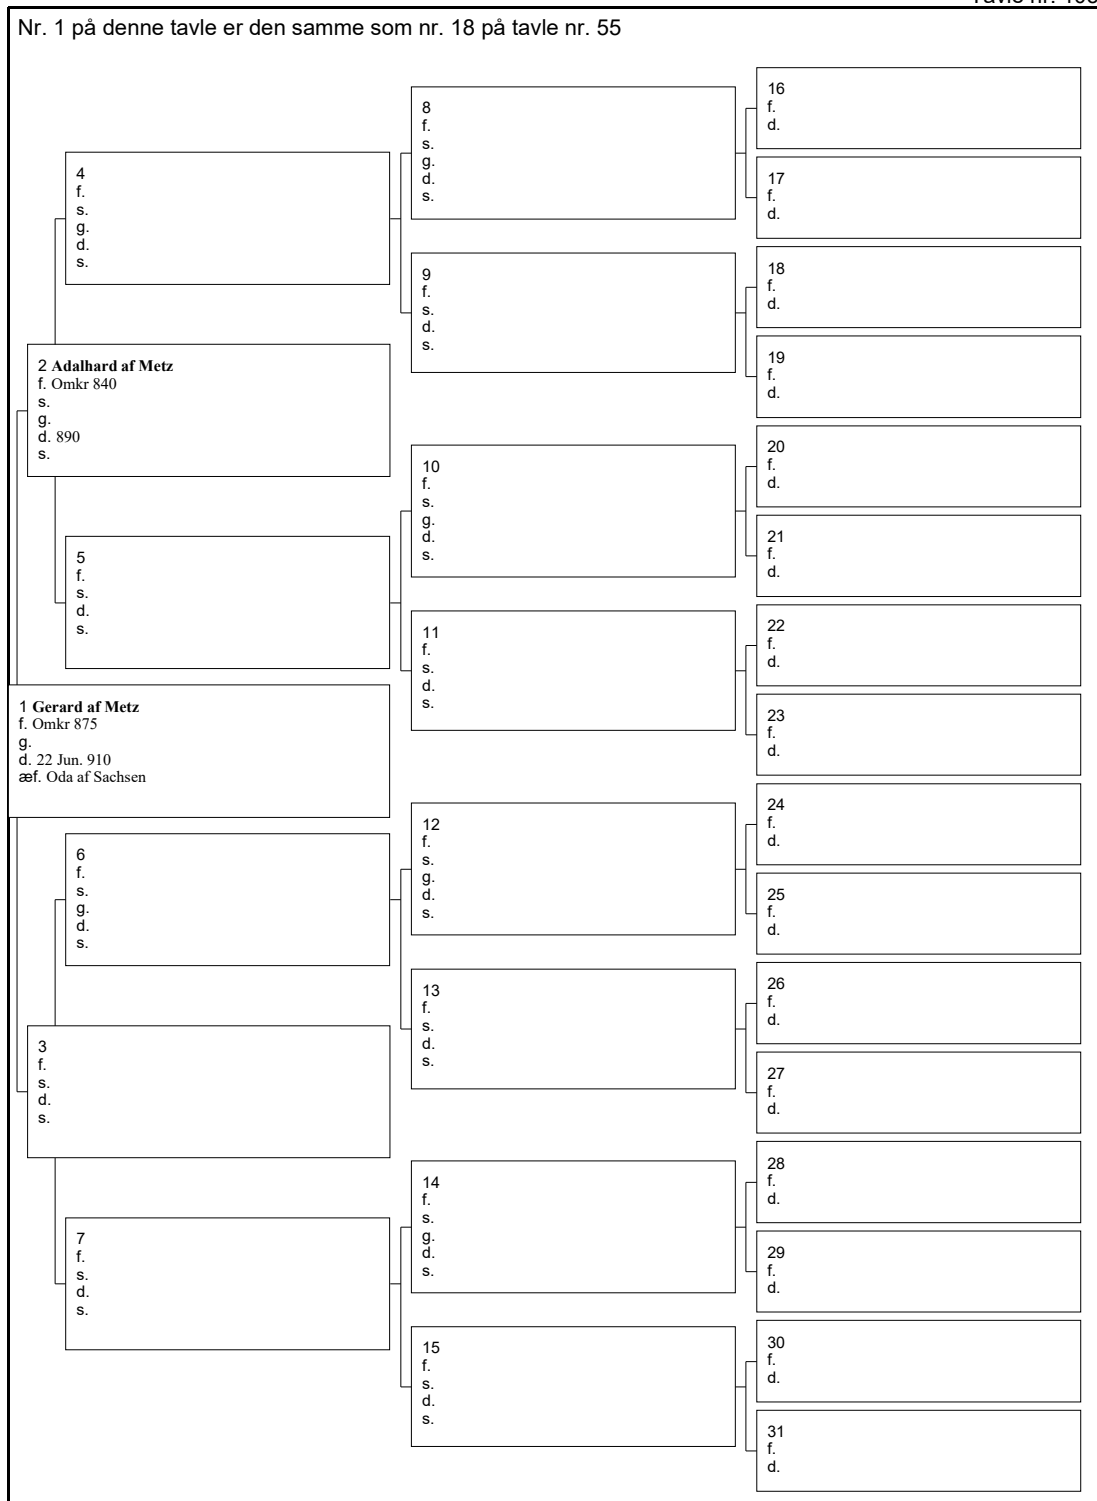 Nr. 1 på denne tavle er den samme som nr. 18 på tavle nr. 55
16
f.
d.
8
f.
s.
g.
d.
s.
17
f.
d.
4
f.
s.
g.
d.
s.
18
f.
d.
9
f.
s.
d.
s.
19
f.
d.
2 Adalhard af Metz
f. Omkr 840
s.
g.
d. 890
s.
20
f.
d.
10
f.
s.
g.
d.
s.
21
f.
d.
5
f.
s.
d.
s.
22
f.
d.
11
f.
s.
d.
s.
23
f.
d.
1 Gerard af Metz
f. Omkr 875
g.
d. 22 Jun. 910
æf. Oda af Sachsen
24
f.
d.
12
f.
s.
g.
d.
s.
25
f.
d.
6
f.
s.
g.
d.
s.
26
f.
d.
13
f.
s.
d.
s.
27
f.
d.
3
f.
s.
d.
s.
28
f.
d.
14
f.
s.
g.
d.
s.
29
f.
d.
7
f.
s.
d.
s.
30
f.
d.
15
f.
s.
d.
s.
31
f.
d.